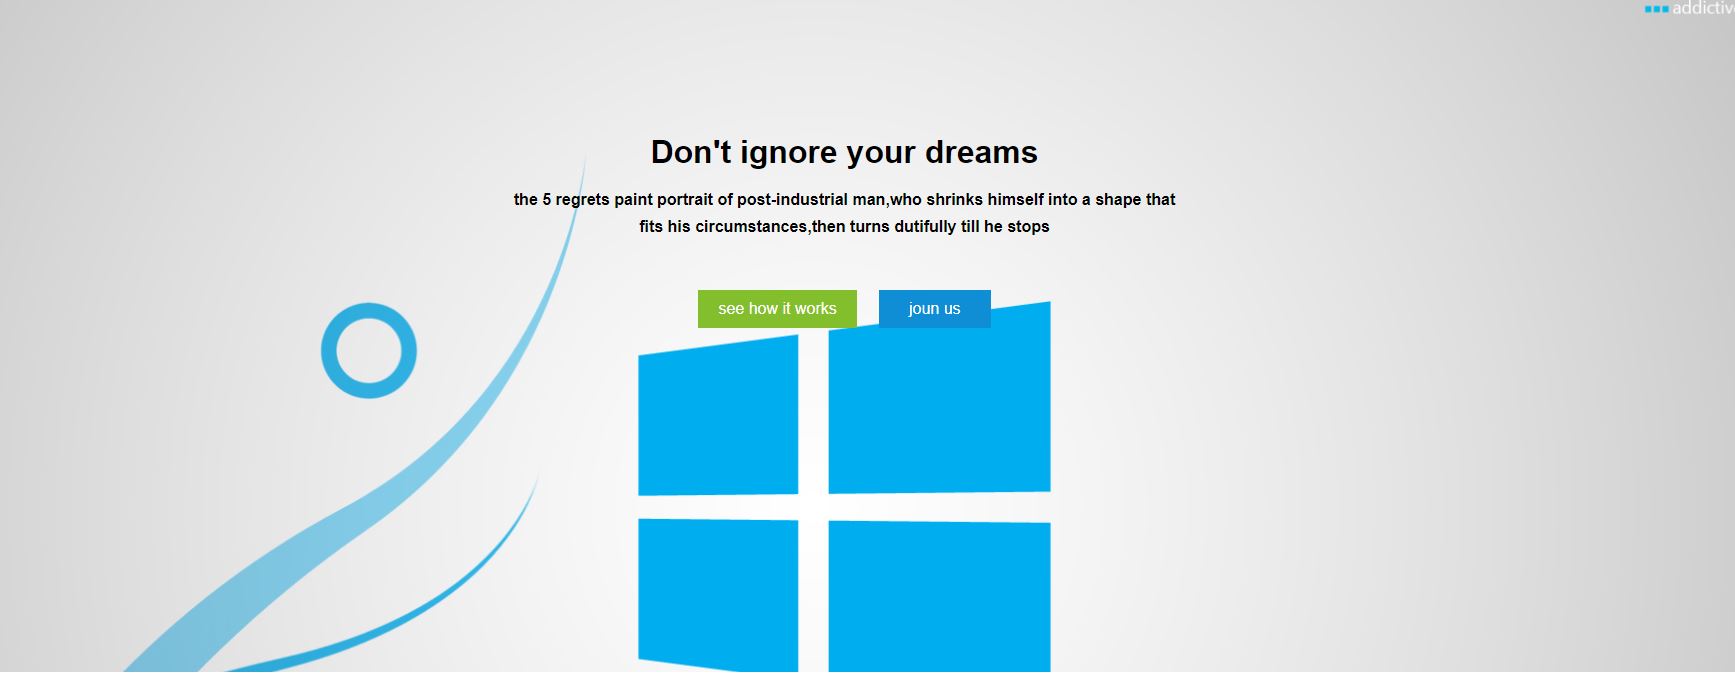 addictiv
Don't ignore your dreams
the 5 regrets paint portrait of post-industrial man,who shrinks himself into a shape that
fits his circumstances,then turns dutifully till he stops
see how it works
joun us